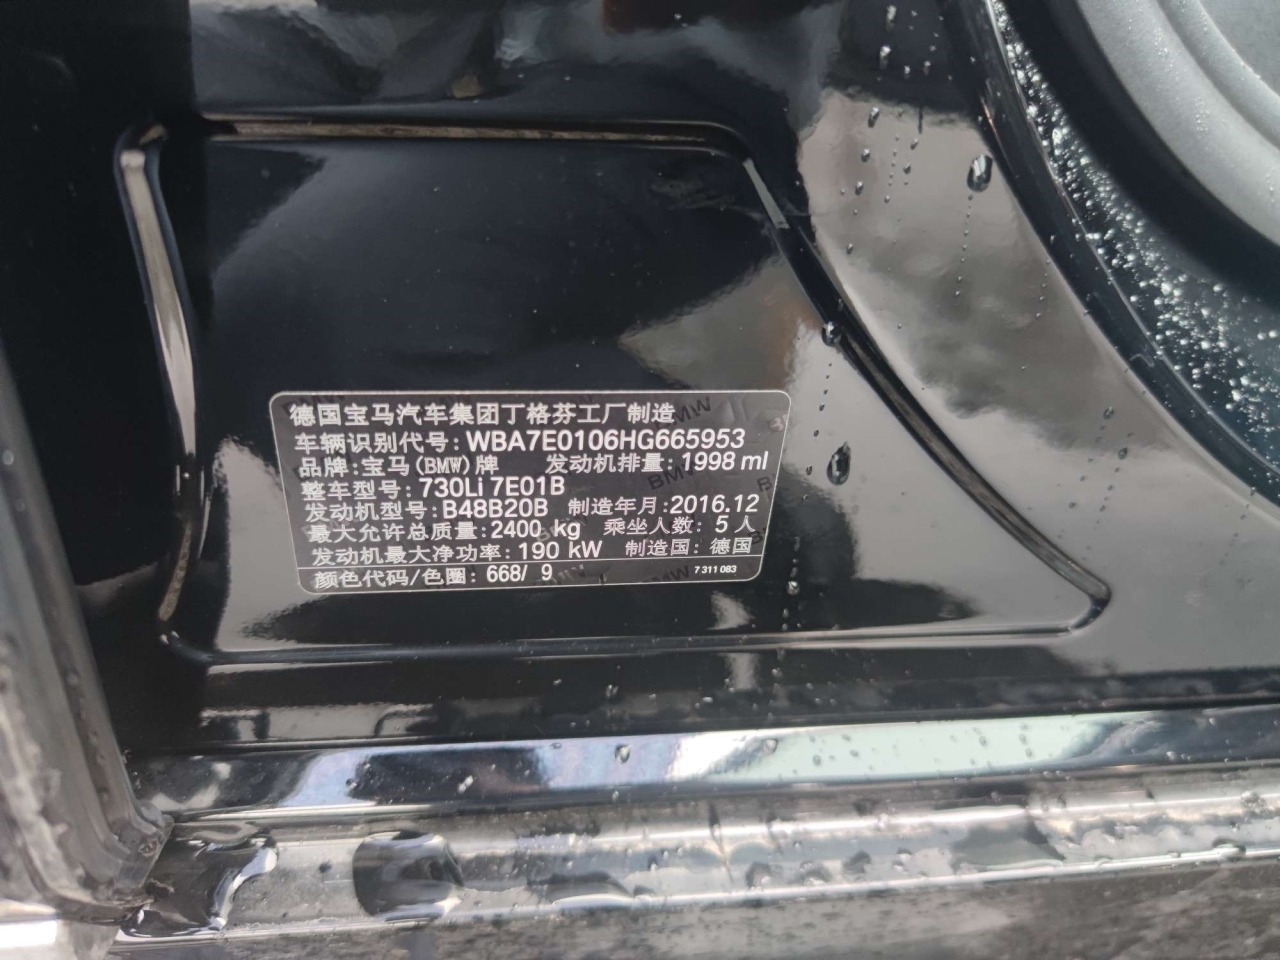 德国宝马汽车集团丁格芬工厂制造
车辆识别代号: WBA7E0106HG665953
品牌: 宝马(BMW)牌 发动机排量: 1998 ml
整车型号: 730Li 7E01B
发动机型号: B48B20B 制造年月: 2016.12
最大允许总质量: 2400 kg 乘坐人数: 5 人
发动机最大净功率: 190 kW 制造国: 德国
颜色代码/色圈: 668/ 9 7 311 083